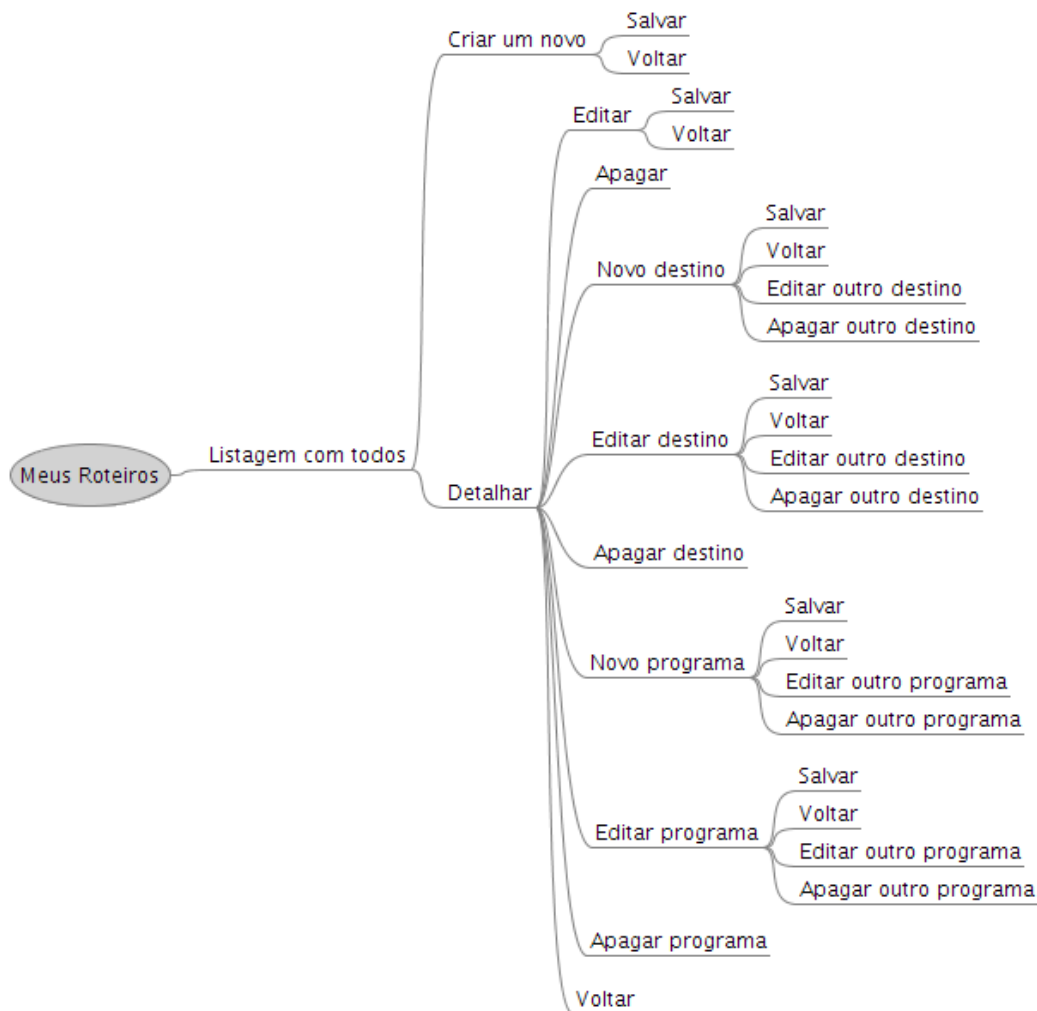 Meus Roteiros
Listagem com todos
Criar um novo
Salvar
Voltar
Detalhar
Editar
Salvar
Voltar
Apagar
Novo destino
Salvar
Voltar
Editar outro destino
Apagar outro destino
Editar destino
Salvar
Voltar
Editar outro destino
Apagar outro destino
Apagar destino
Novo programa
Salvar
Voltar
Editar outro programa
Apagar outro programa
Editar programa
Salvar
Voltar
Editar outro programa
Apagar outro programa
Apagar programa
Voltar